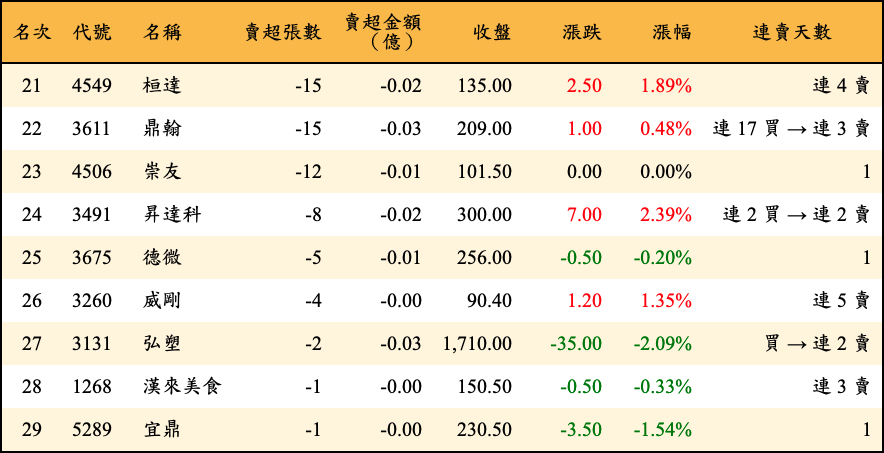 名次 代號 名稱 賣超張數 賣超金額（億） 收盤 漲跌 漲幅 連賣天數
21 4549 桓達 -15 -0.02 135.00 2.50 1.89% 連 4 賣
22 3611 鼎翰 -15 -0.03 209.00 1.00 0.48% 連 17 買 → 連 3 賣
23 4506 崇友 -12 -0.01 101.50 0.00 0.00% 1
24 3491 昇達科 -8 -0.02 300.00 7.00 2.39% 連 2 買 → 連 2 賣
25 3675 德微 -5 -0.01 256.00 -0.50 -0.20% 1
26 3260 威剛 -4 -0.00 90.40 1.20 1.35% 連 5 賣
27 3131 弘塑 -2 -0.03 1,710.00 -35.00 -2.09% 買 → 連 2 賣
28 1268 漢來美食 -1 -0.00 150.50 -0.50 -0.33% 連 3 賣
29 5289 宜鼎 -1 -0.00 230.50 -3.50 -1.54% 1